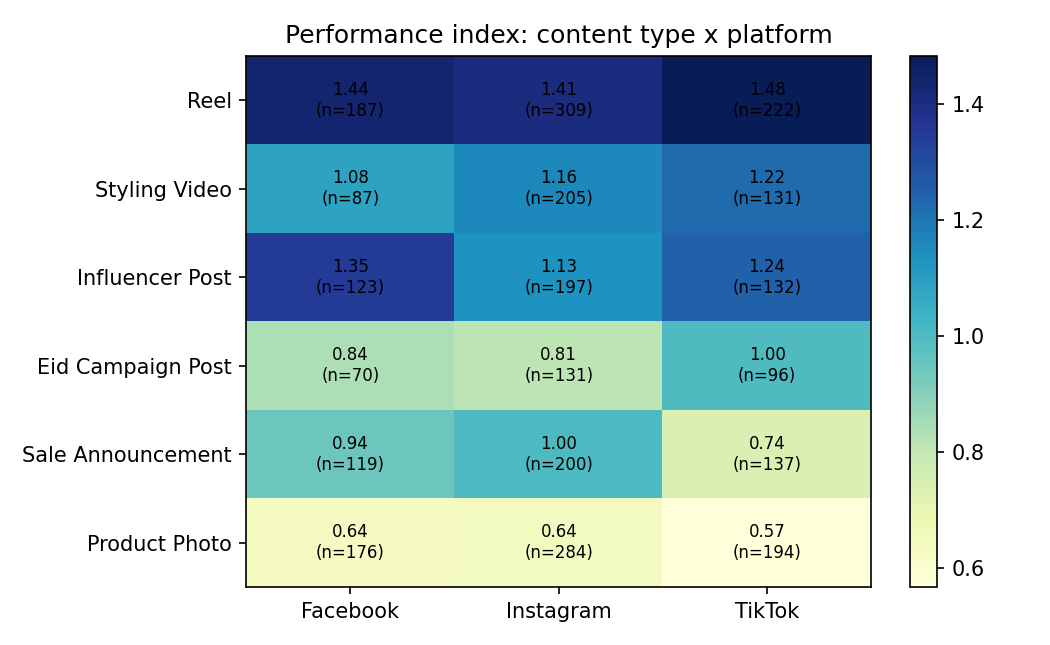 Performance index: content type x platform
Reel
1.44
(n=187)
1.41
(n=309)
1.48
(n=222)
Styling Video
1.08
(n=87)
1.16
(n=205)
1.22
(n=131)
Influencer Post
1.35
(n=123)
1.13
(n=197)
1.24
(n=132)
Eid Campaign Post
0.84
(n=70)
0.81
(n=131)
1.00
(n=96)
Sale Announcement
0.94
(n=119)
1.00
(n=200)
0.74
(n=137)
Product Photo
0.64
(n=176)
0.64
(n=284)
0.57
(n=194)
Facebook
Instagram
TikTok
1.4
1.2
1.0
0.8
0.6